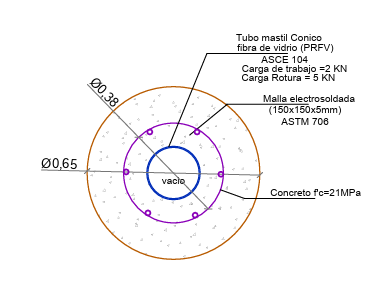 Tubo mastil Conico
fibra de vidrio (PRFV)
ASCE 104
Carga de trabajo =2 KN
Carga Rotura = 5 KN
Ø0,38
Malla electrosoldada
(150x150x5mm)
ASTM 706
Ø0,65
vacio
Concreto f'c=21MPa